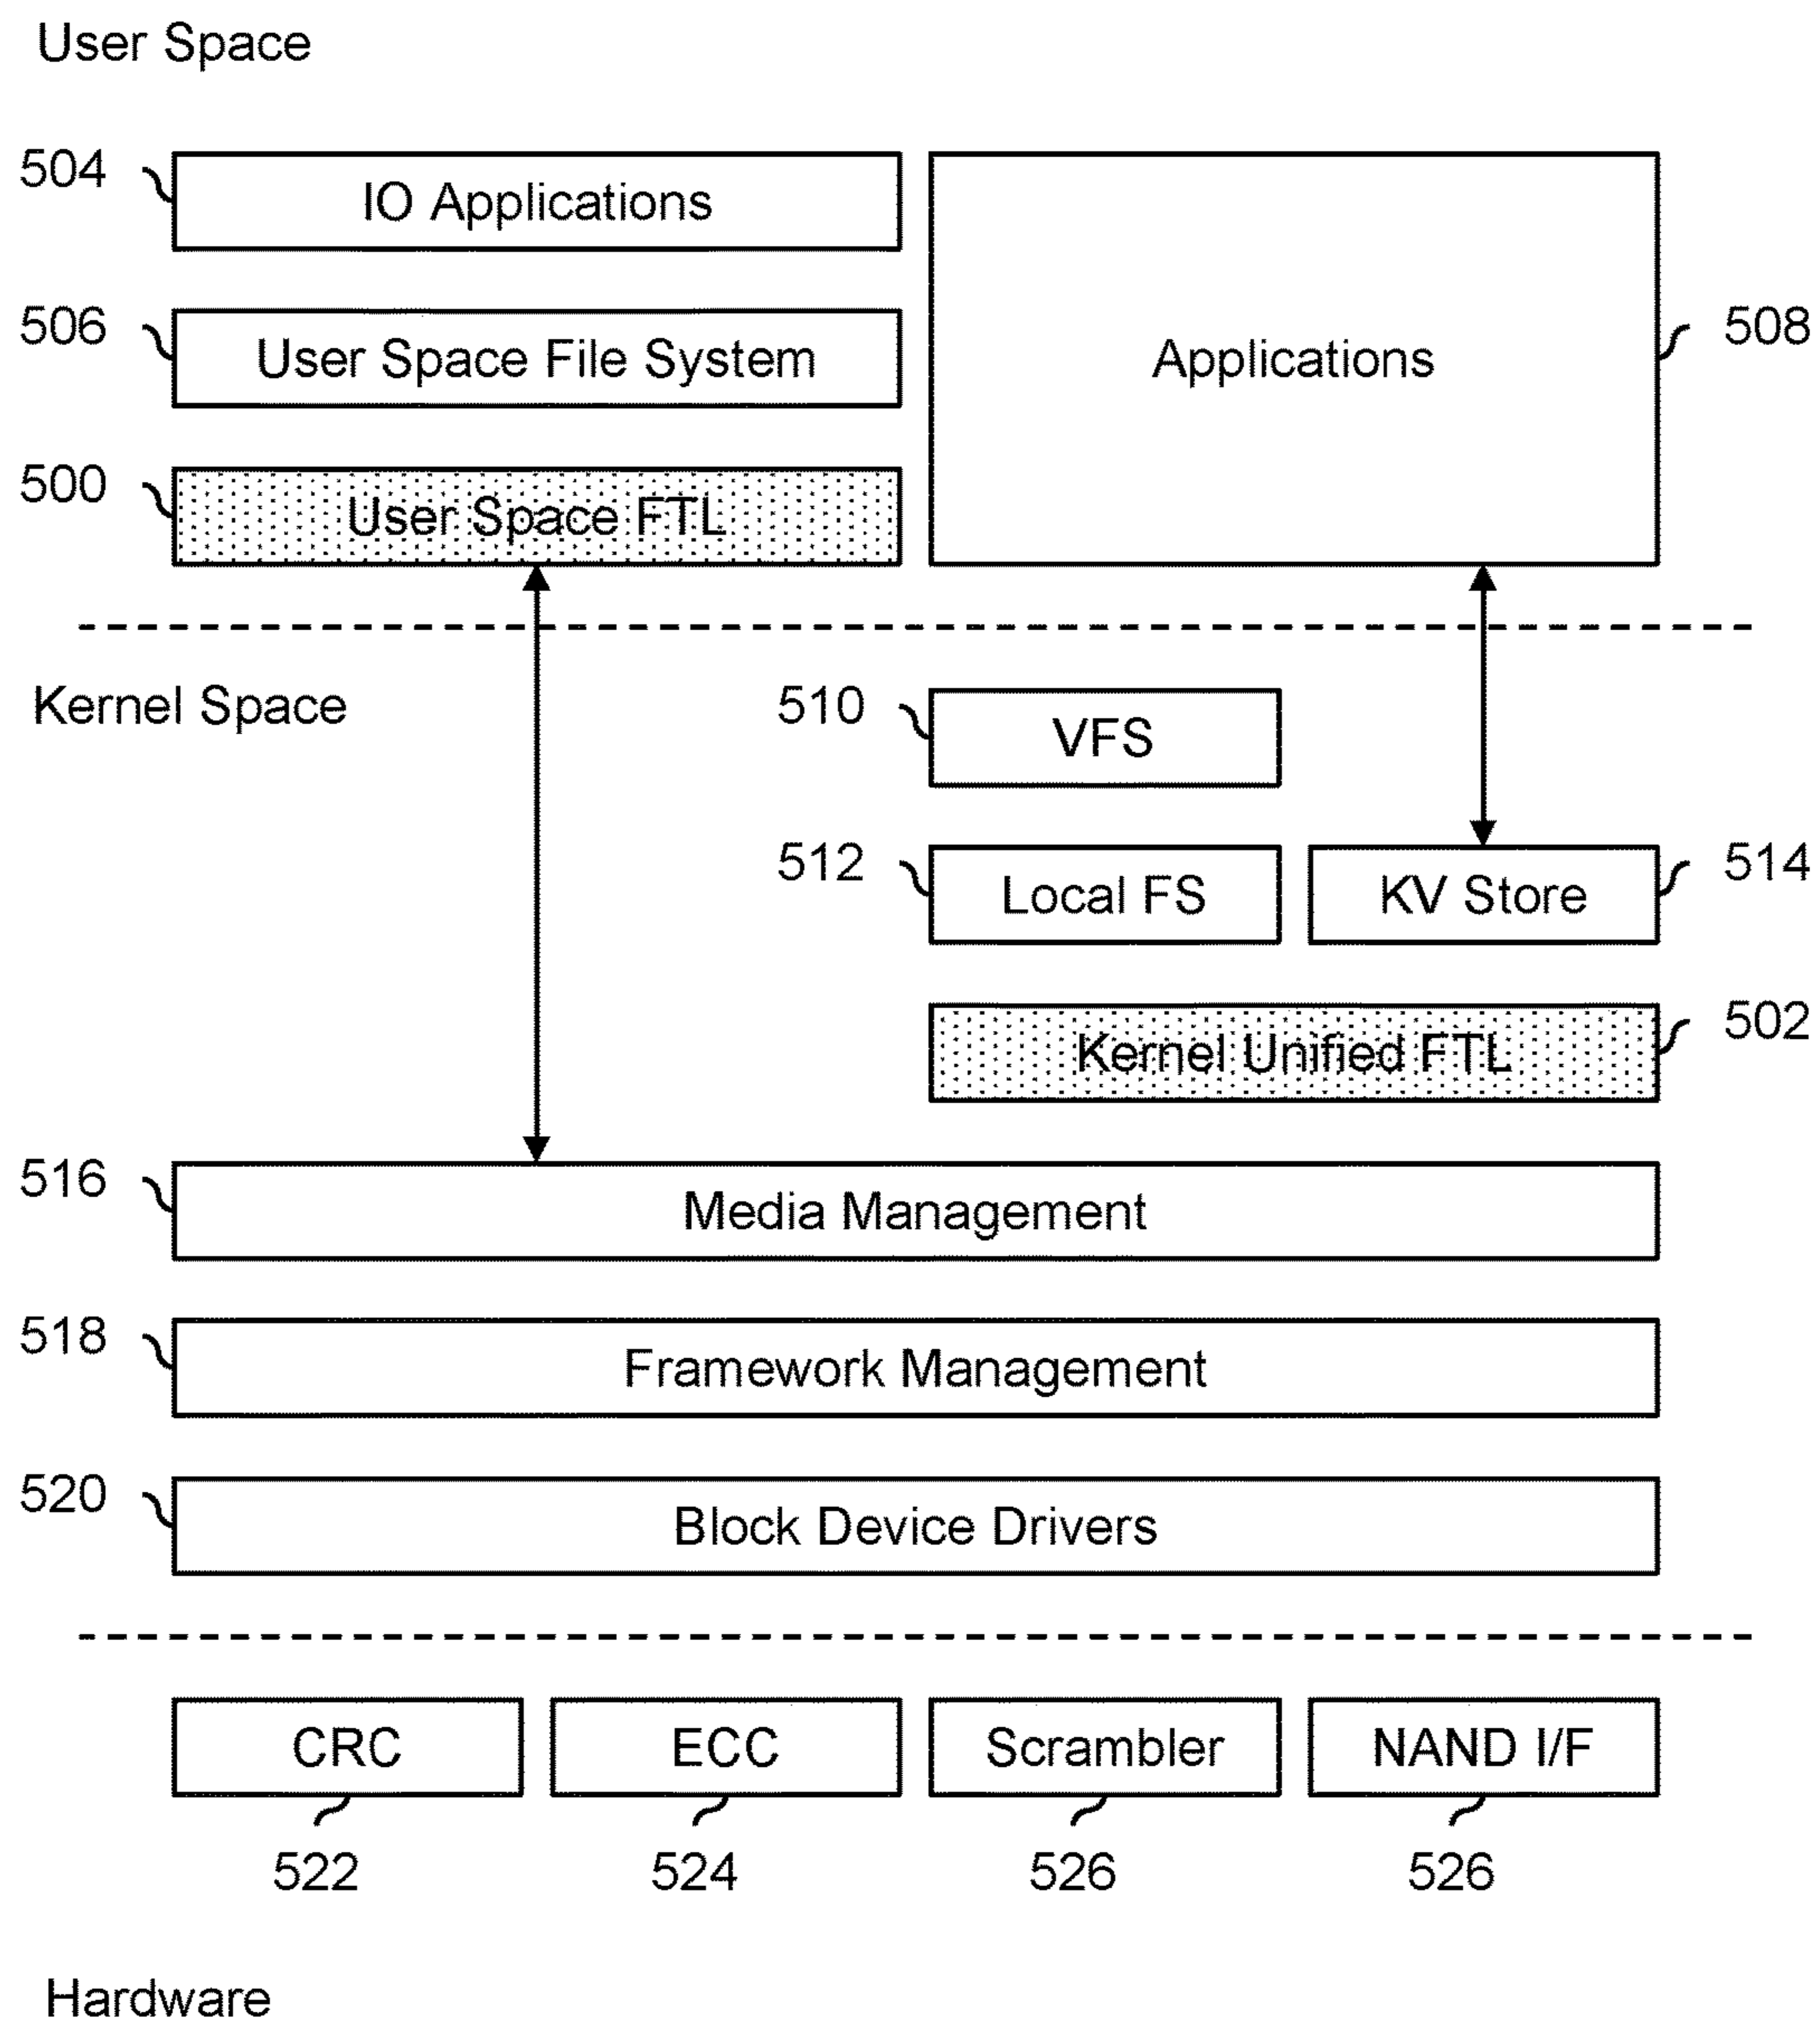 User Space
504
IO Applications
506
User Space File System
Applications
508
500
User Space FTL
Kernel Space
510
VFS
512
Local FS
KV Store
514
Kernel Unified FTL
502
516
Media Management
518
Framework Management
520
Block Device Drivers
CRC
ECC
Scrambler
NAND I/F
522
524
526
526
Hardware